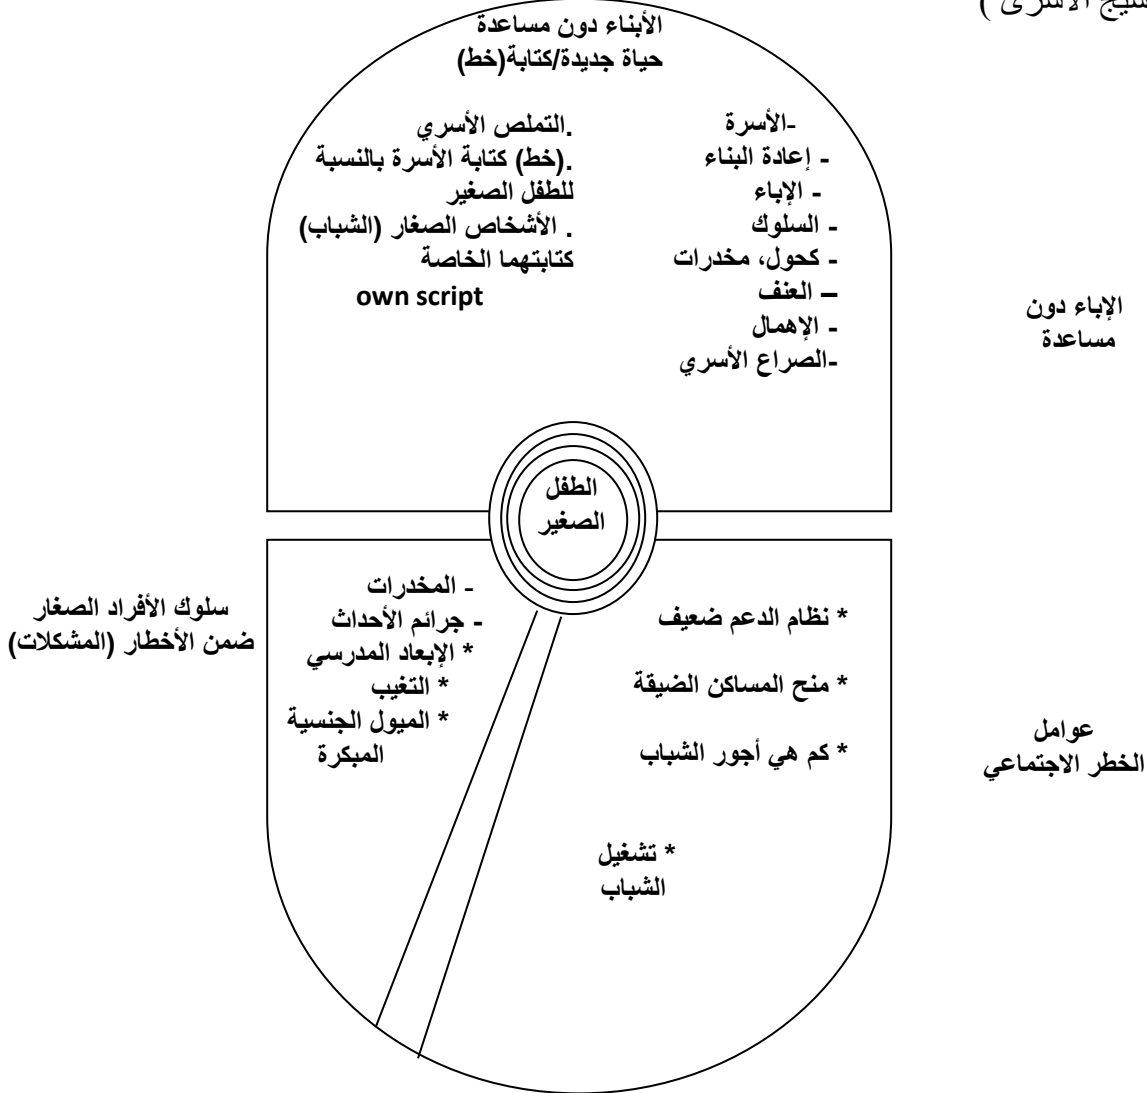 الأسرى )
الأبناء دون مساعدة
حياة جديدة/كتابة(خط)
-الأسرة
- إعادة البناء
- الإباء
- السلوك
- كحول، مخدرات
– العنف
- الإهمال
-الصراع الأسري
.التملص الأسري
.(خط) كتابة الأسرة بالنسبة
للطفل الصغير
. الأشخاص الصغار (الشباب)
كتابتهما الخاصة
own script
الإباء دون
مساعدة
الطفل
الصغير
* نظام الدعم ضعيف
* منح المساكن الضيقة
* كم هي أجور الشباب
* تشغيل
الشباب
عوامل
الخطر الاجتماعي
- المخدرات
- جرائم الأحداث
* الإبعاد المدرسي
* التغيب
* الميول الجنسية
المبكرة
سلوك الأفراد الصغار
ضمن الأخطار (المشكلات)